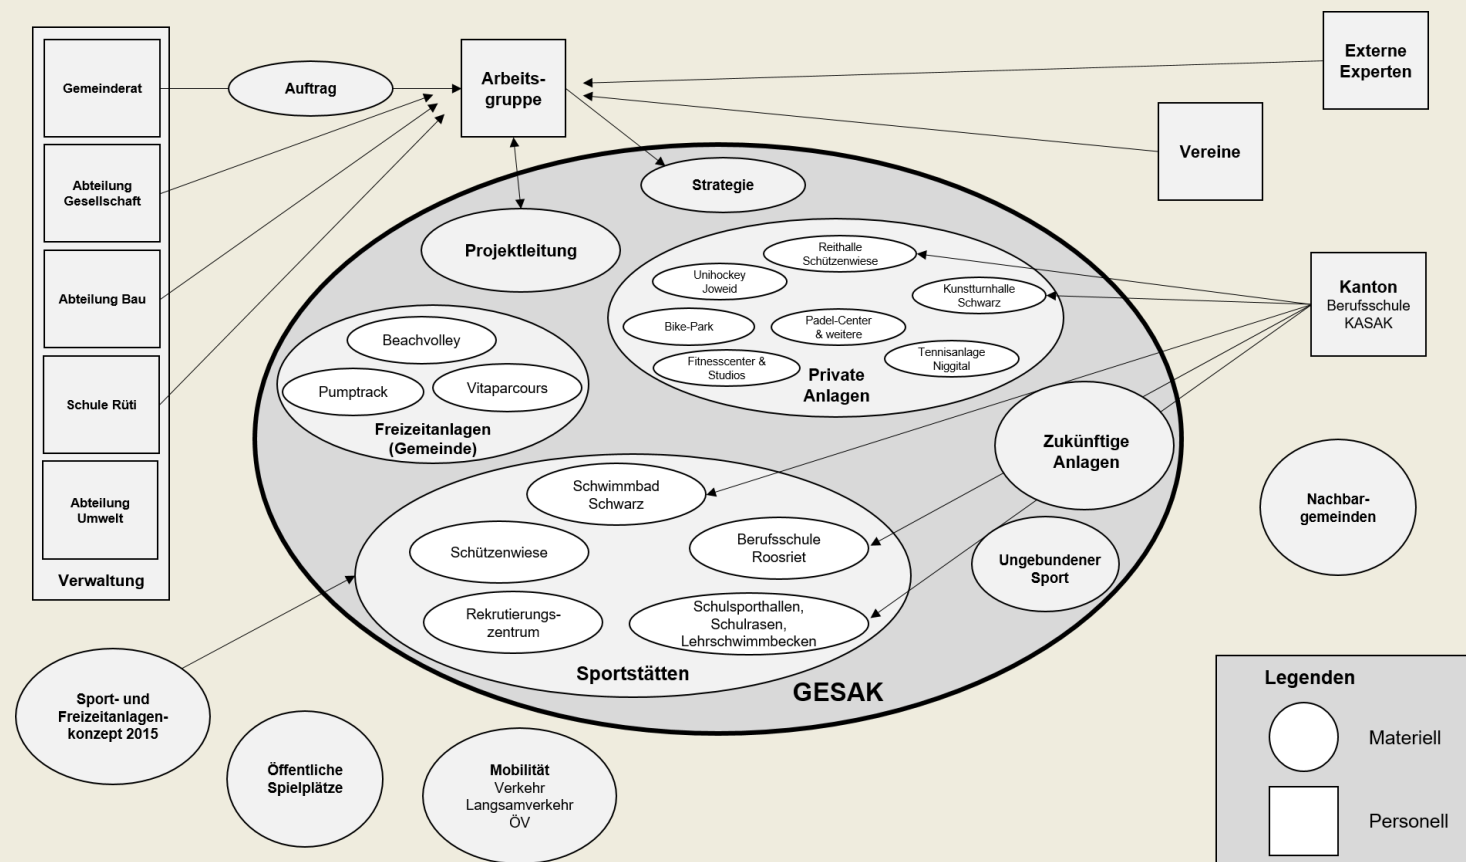 Gemeinderat
Abteilung
Gesellschaft
Abteilung Bau
Schule Rüti
Abteilung
Umwelt
Verwaltung
Auftrag
Arbeits-
gruppe
Externe
Experten
Vereine
Kanton
Berufsschule
KASAK
Strategie
Projektleitung
Reithalle
Schützenwiese
Unihockey
Joweid
Kunstturnhalle
Schwarz
Bike-Park
Padel-Center
& weitere
Fitnesscenter &
Studios
Tennisanlage
Niggital
Private
Anlagen
Beachvolley
Pumptrack
Vitaparcours
Freizeitanlagen
(Gemeinde)
Zukünftige
Anlagen
Schwimmbad
Schwarz
Schützenwiese
Berufsschule
Roosriet
Rekrutierungs-
zentrum
Schulsporthallen,
Schulrasen,
Lehrschwimmbecken
Sportstätten
Ungebundener
Sport
GESAK
Nachbar-
gemeinden
Sport- und
Freizeitanlagen-
konzept 2015
Öffentliche
Spielplätze
Mobilität
Verkehr
Langsamverkehr
ÖV
Legenden
Materiell
Personell